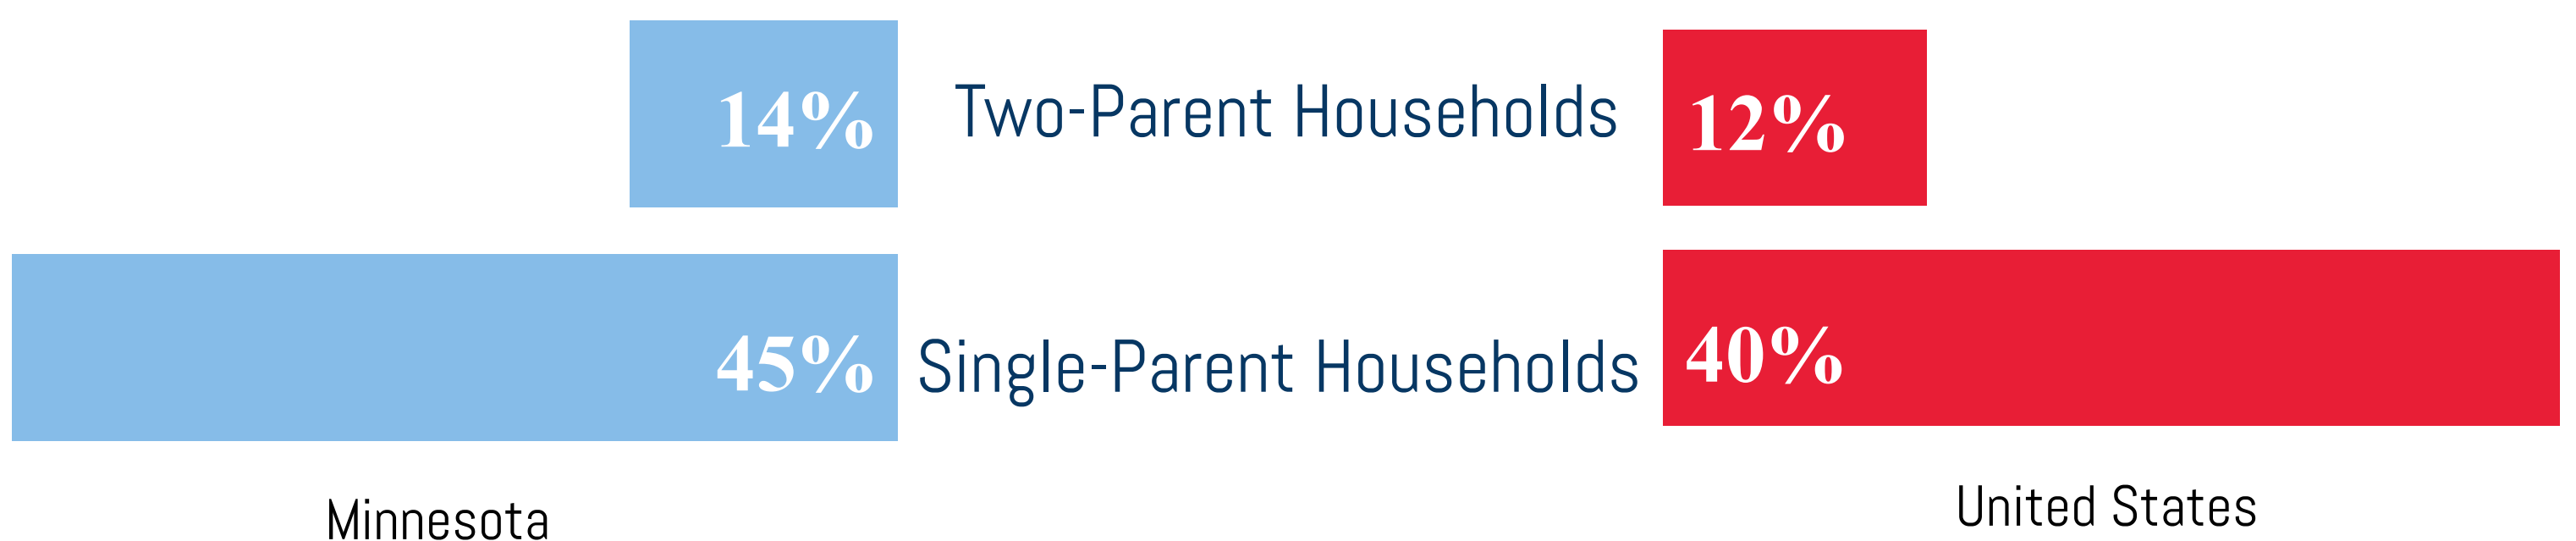 14%
Two-Parent Households
12%
45%
Single-Parent Households
40%
Minnesota
United States